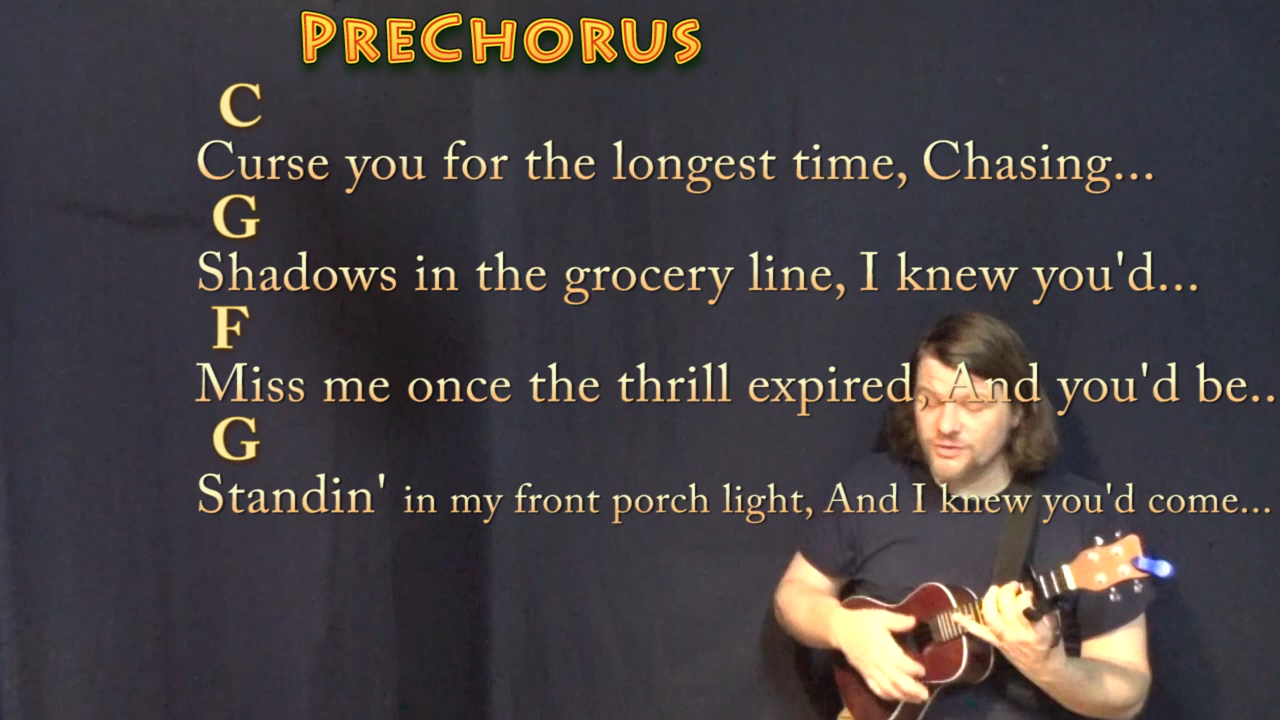 PRECHORUS
C
Curse you for the longest time, Chasing...
G
Shadows in the grocery line, I knew you'd...
F
Miss me once the thrill expired, And you'd be..
G
Standin' in my front porch light, And I knew you'd come...